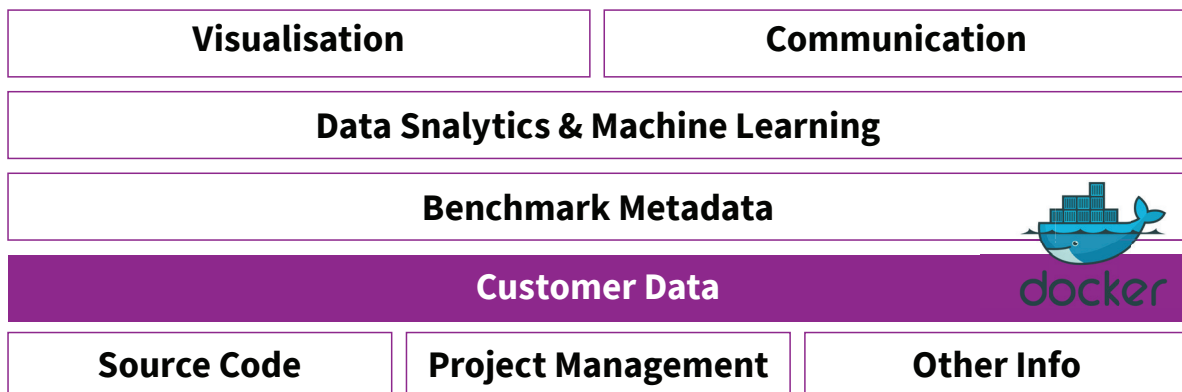 Visualisation
Communication
Data Snalytics & Machine Learning
Benchmark Metadata
Customer Data
docker
Source Code
Project Management
Other Info